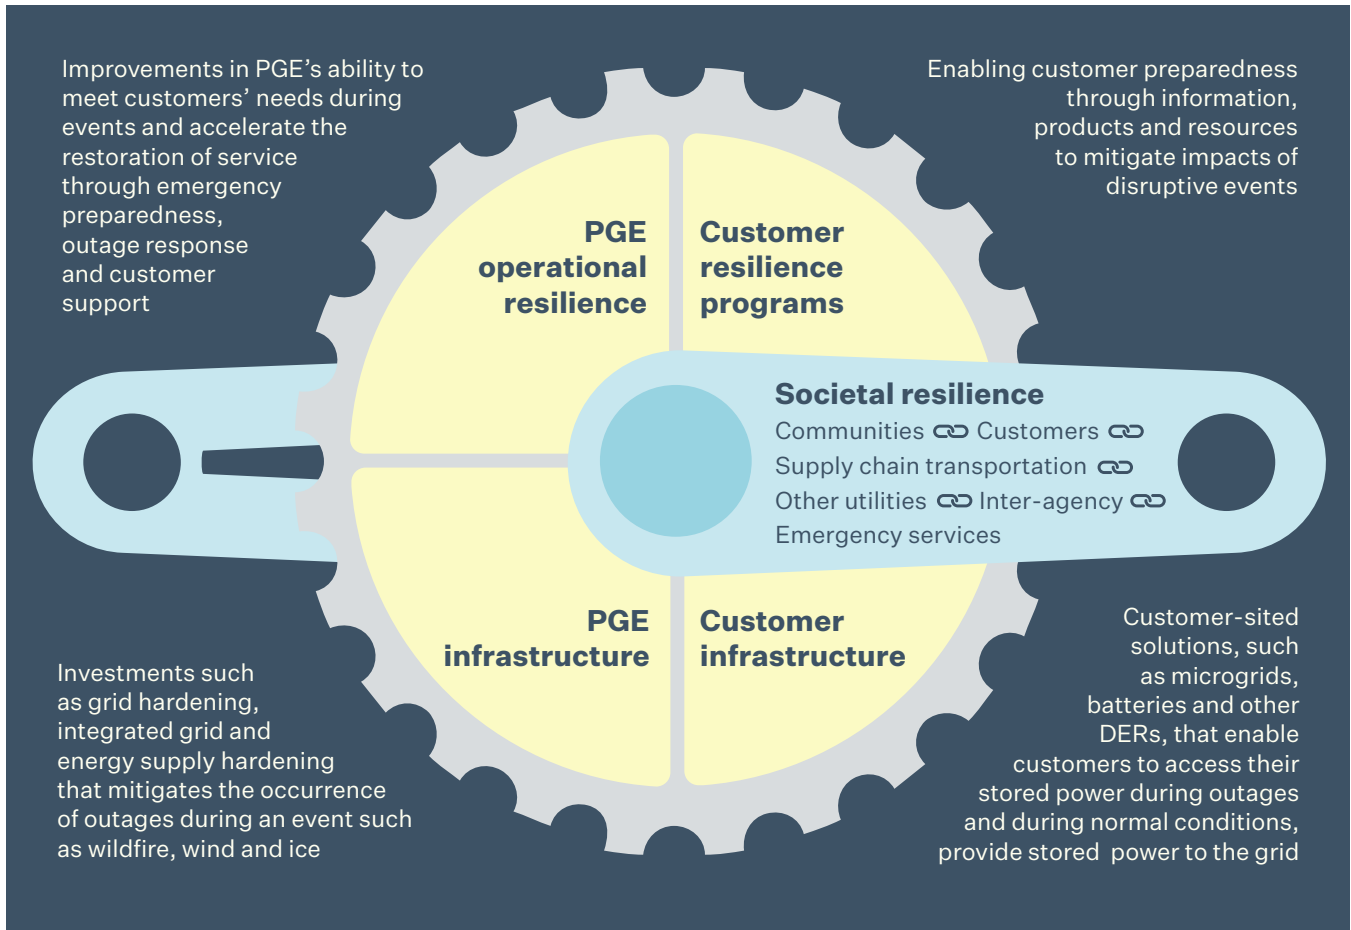 Improvements in PGE’s ability to
meet customers’ needs during
events and accelerate the
restoration of service
through emergency
preparedness,
outage response
and customer
support
Enabling customer preparedness
through information,
products and resources
to mitigate impacts of
disruptive events
PGE
operational
resilience
Customer
resilience
programs
Societal resilience
Communities Customers
Supply chain transportation
Other utilities Inter-agency
Emergency services
PGE
infrastructure
Customer
infrastructure
Investments such
as grid hardening,
integrated grid and
energy supply hardening
that mitigates the occurrence
of outages during an event such
as wildfire, wind and ice
Customer-sited
solutions, such
as microgrids,
batteries and other
DERs, that enable
customers to access their
stored power during outages
and during normal conditions,
provide stored  power to the grid